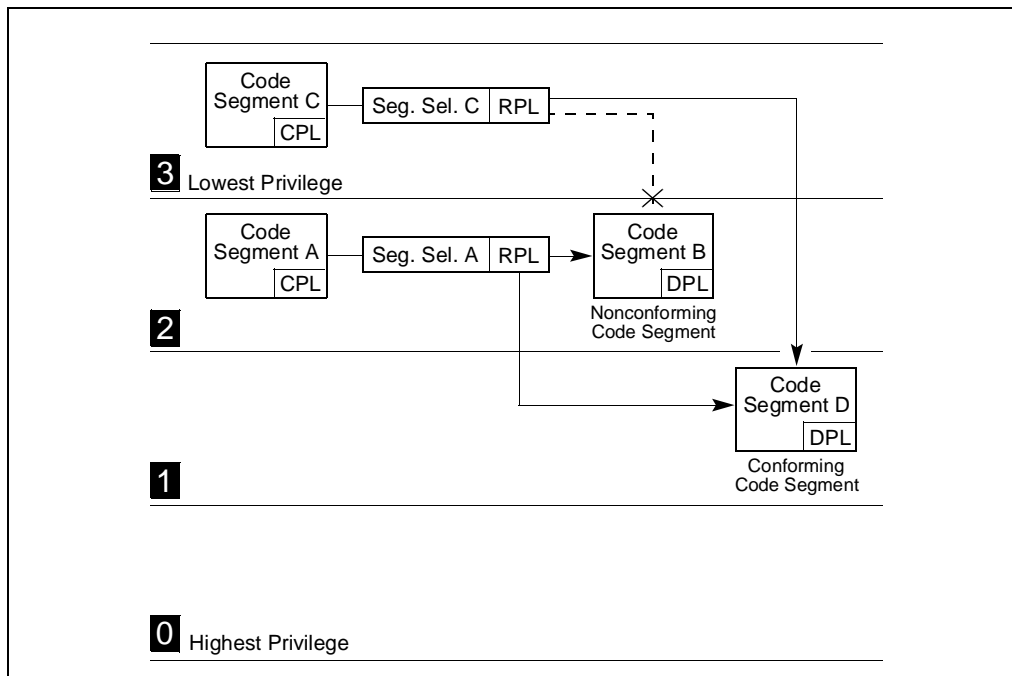 Code
Segment C
CPL
Seg. Sel. C RPL
3 Lowest Privilege
Code
Segment A
CPL
Seg. Sel. A RPL
Code
Segment B
DPL
Nonconforming
Code Segment
2
Code
Segment D
DPL
Conforming
Code Segment
1
0 Highest Privilege